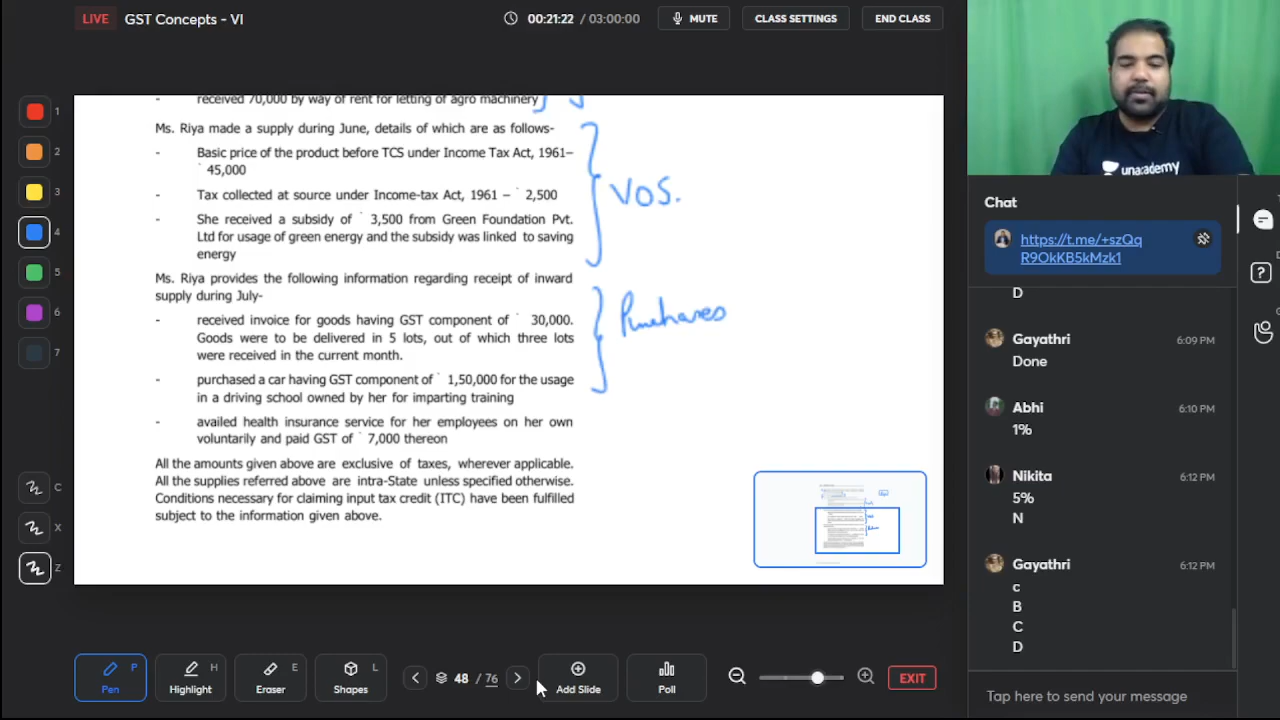 LIVE GST Concepts - VI 00:21:22 / 03:00:00 MUTE CLASS SETTINGS END CLASS
1
2
3
4
5
6
7
C
X
Z
received 70,000 by way of rent for letting of agro machinery
Ms. Riya made a supply during June, details of which are as follows-
- Basic price of the product before TCS under Income Tax Act, 1961–
` 45,000
- Tax collected at source under Income-tax Act, 1961 – ` 2,500
- She received a subsidy of ` 3,500 from Green Foundation Pvt.
Ltd for usage of green energy and the subsidy was linked to saving
energy
VOS.
Ms. Riya provides the following information regarding receipt of inward
supply during July-
- received invoice for goods having GST component of ` 30,000.
Goods were to be delivered in 5 lots, out of which three lots
were received in the current month.
- purchased a car having GST component of ` 1,50,000 for the usage
in a driving school owned by her for imparting training
Purchases
- availed health insurance service for her employees on her own
voluntarily and paid GST of ` 7,000 thereon
All the amounts given above are exclusive of taxes, wherever applicable.
All the supplies referred above are intra-State unless specified otherwise.
Conditions necessary for claiming input tax credit (ITC) have been fulfilled
subject to the information given above.
Pen P
Highlight H
Eraser E
Shapes L
48 / 76
Add Slide
Poll
EXIT
unacademy
Chat
https://t.me/+szQq
R9OkKB5kMzk1
D
Gayathri 6:09 PM
Done
Abhi 6:10 PM
1%
Nikita 6:12 PM
5%
N
Gayathri 6:12 PM
c
B
C
D
Tap here to send your message